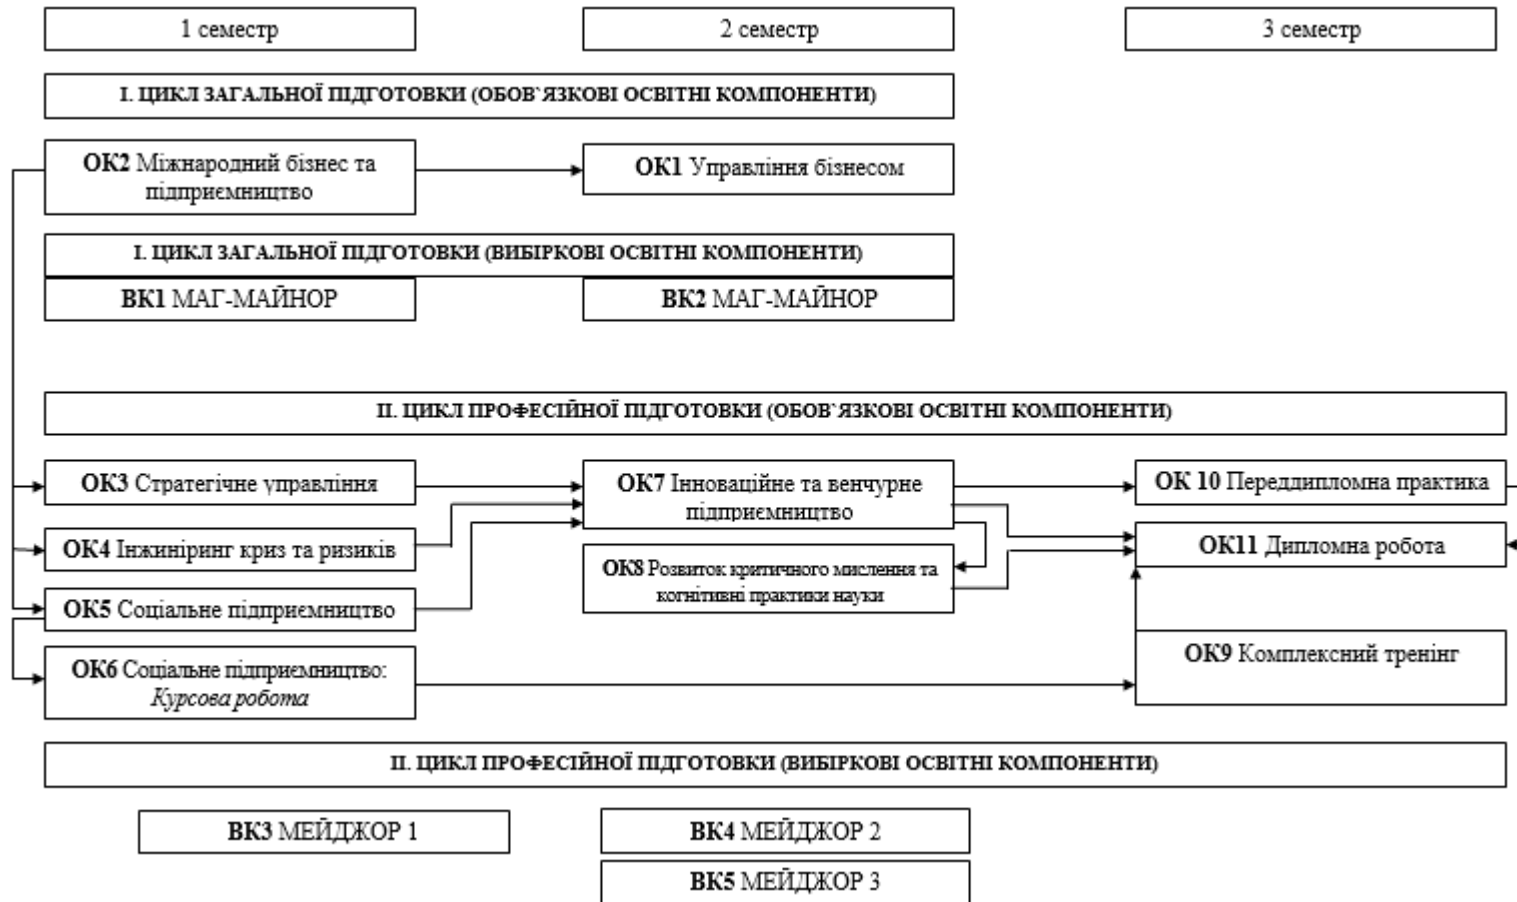 1 семестр
2 семестр
3 семестр
І. ЦИКЛ ЗАГАЛЬНОЇ ПІДГОТОВКИ (ОБОВ`ЯЗКОВІ ОСВІТНІ КОМПОНЕНТИ)
ОК2 Міжнародний бізнес та
підприємництво
ОК1 Управління бізнесом
І. ЦИКЛ ЗАГАЛЬНОЇ ПІДГОТОВКИ (ВИБІРКОВІ ОСВІТНІ КОМПОНЕНТИ)
ВК1 МАГ-МАЙНОР
ВК2 МАГ-МАЙНОР
ІІ. ЦИКЛ ПРОФЕСІЙНОЇ ПІДГОТОВКИ (ОБОВ`ЯЗКОВІ ОСВІТНІ КОМПОНЕНТИ)
ОК3 Стратегічне управління
ОК7 Інноваційне та венчурне
підприємництво
ОК 10 Переддипломна практика
ОК4 Інжиніринг криз та ризиків
ОК11 Дипломна робота
ОК8 Розвиток критичного мислення та
когнітивні практики науки
ОК5 Соціальне підприємництво
ОК6 Соціальне підприємництво:
Курсова робота
ОК9 Комплексний тренінг
ІІ. ЦИКЛ ПРОФЕСІЙНОЇ ПІДГОТОВКИ (ВИБІРКОВІ ОСВІТНІ КОМПОНЕНТИ)
ВК3 МЕЙДЖОР 1
ВК4 МЕЙДЖОР 2
ВК5 МЕЙДЖОР 3